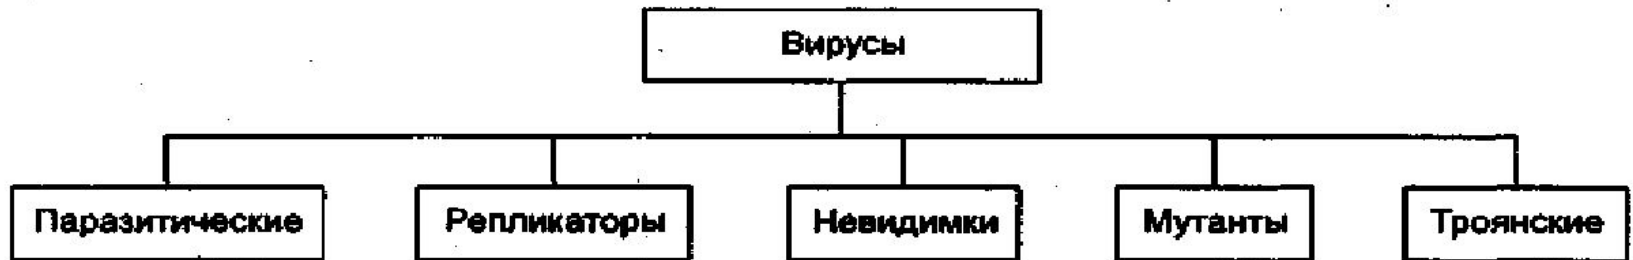 Вирусы
Паразитические
Репликаторы
Невидимки
Мутанты
Троянские